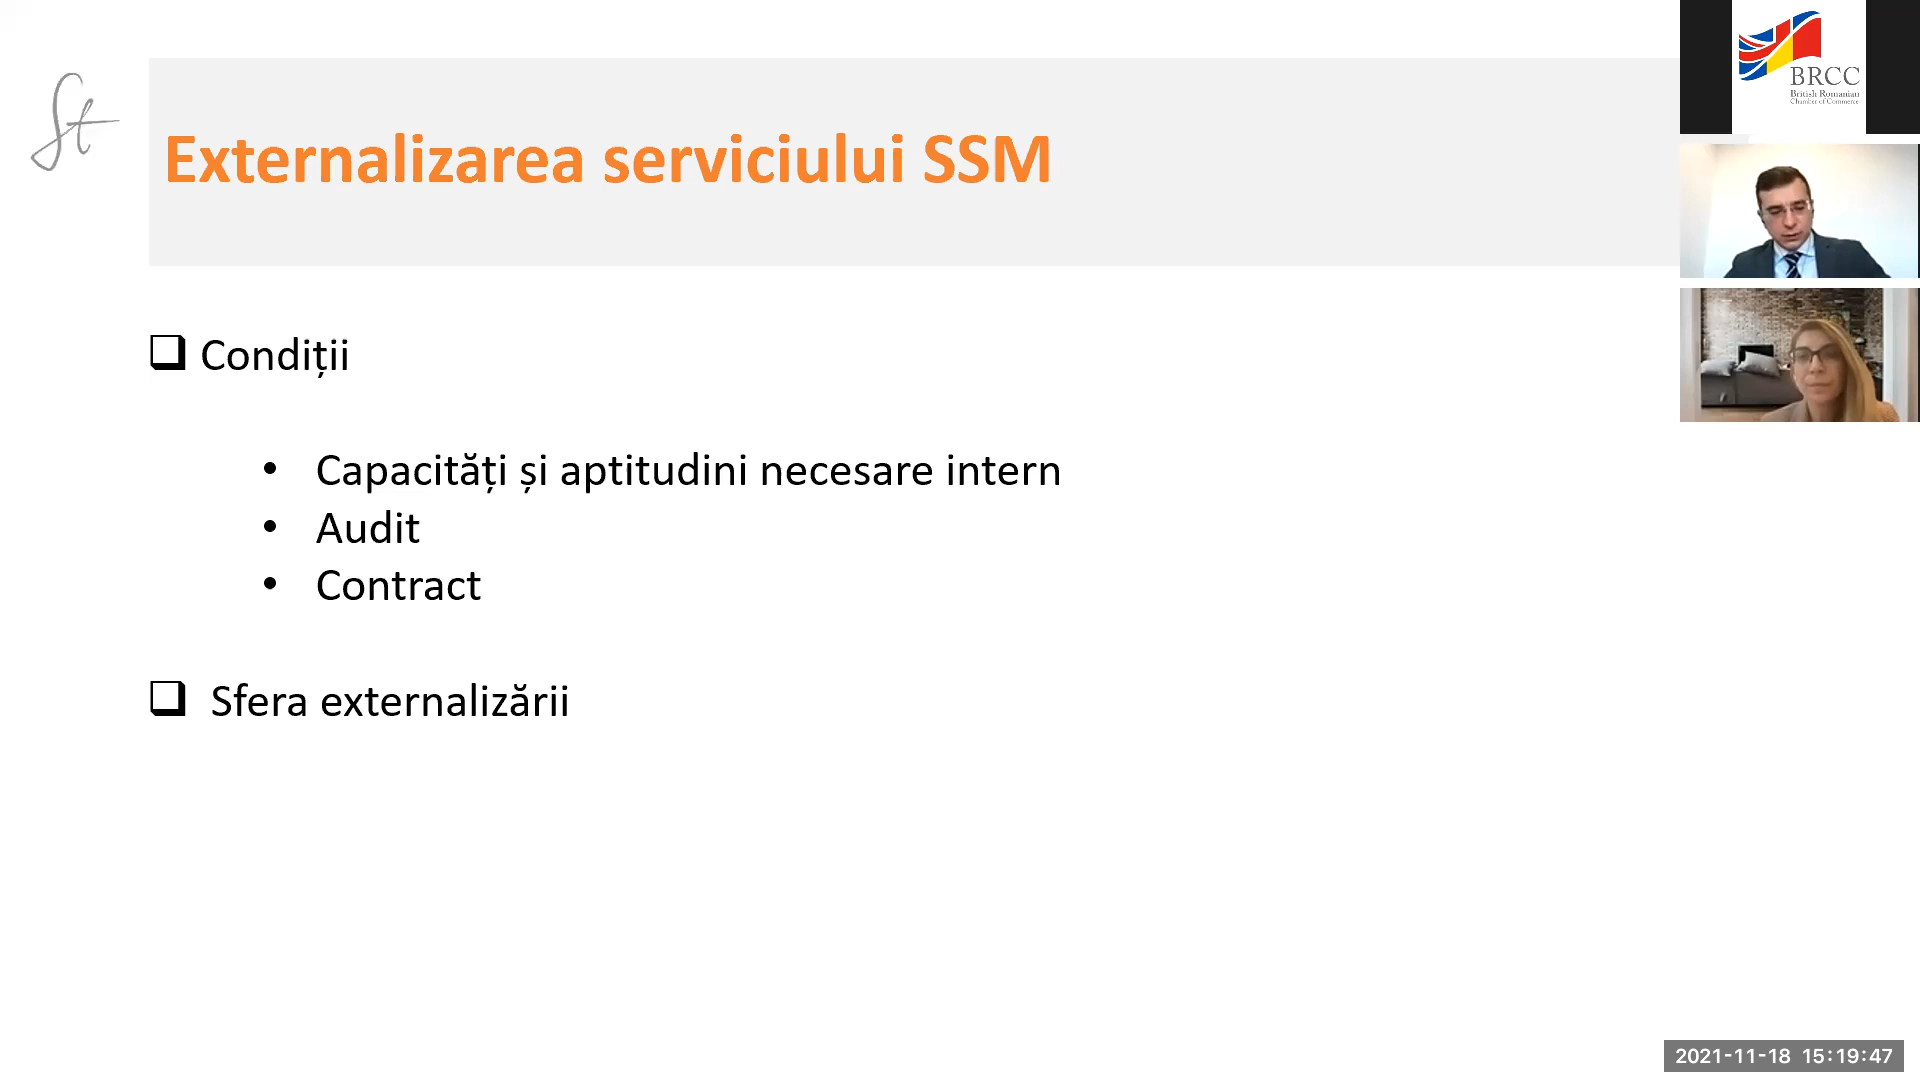 St
Externalizarea serviciului SSM
BRCC
British Romanian
Chamber of Commerce
Condiții
Capacități și aptitudini necesare intern
Audit
Contract
Sfera externalizării
2021-11-18 15:19:47